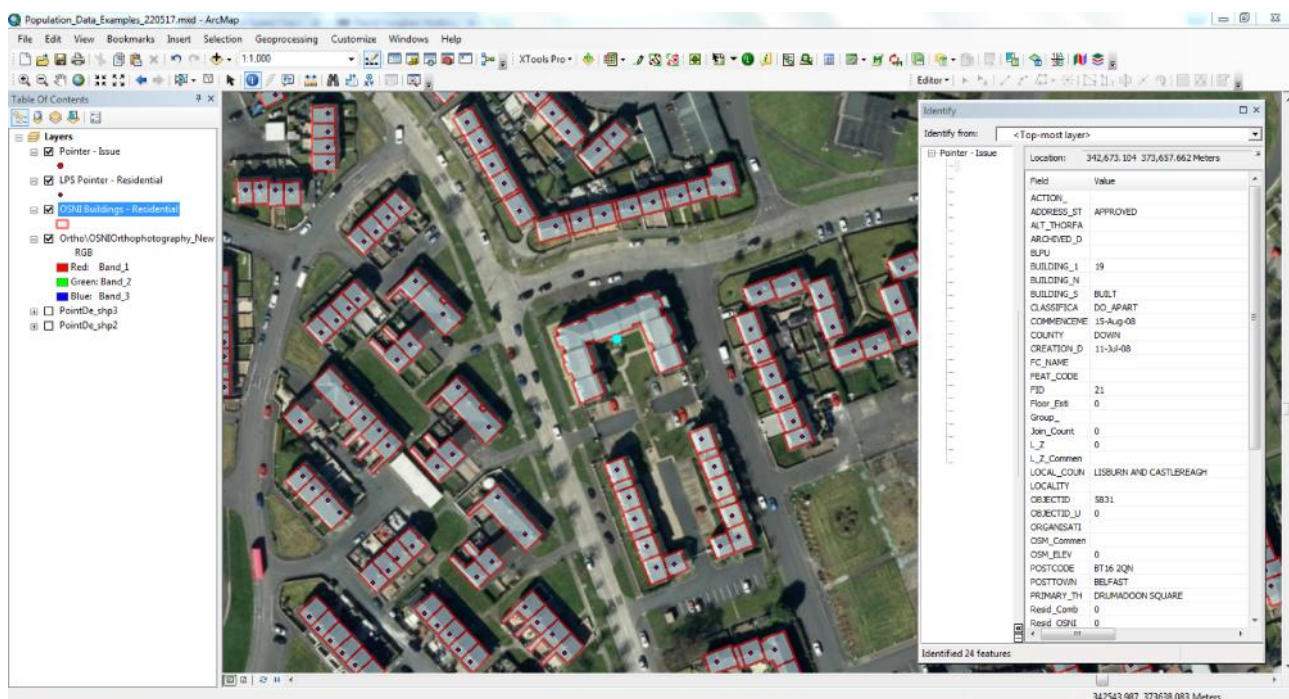 Population_Data_Examples_220517.mxd - ArcMap
File Edit View Bookmarks Insert Selection Geoprocessing Customize Windows Help
1:1,000
XTools Pro
Editor
Table Of Contents
Layers
Pointer - Issue
LPS Pointer - Residential
OSNI Buildings - Residential
Ortho\OSNIOrthophotography_New
RGB
Red: Band_1
Green: Band_2
Blue: Band_3
PointDe_shp3
PointDe_shp2
Identify
Identify from: <Top-most layer>
Pointer - Issue
Location: 342,673.104 373,657.662 Meters
Field Value
ACTION_
ADDRESS_ST APPROVED
ALT_THORFA
ARCHIVED_D
BLPU
BUILDING_1 19
BUILDING_N
BUILDING_S BUILT
CLASSIFICA DO_APART
COMMENCEME 15-Aug-08
COUNTY DOWN
CREATION_D 11-Jul-08
FC_NAME
FEAT_CODE
FID 21
Floor_Esti 0
Group_
Join_Count 0
L_Z 0
L_Z_Commen
LOCAL_COUN LISBURN AND CASTLEREAGH
LOCALITY
OBJECTID 5831
OBJECTID_U 0
ORGANISATI
OSM_Commen
OSM_ELEV 0
POSTCODE BT16 2QN
POSTTOWN BELFAST
PRIMARY_TH DRUMADOON SQUARE
Resid_Comb 0
Resid_OSNI 0
Identified 24 features
342543.987 373638.083 Meters